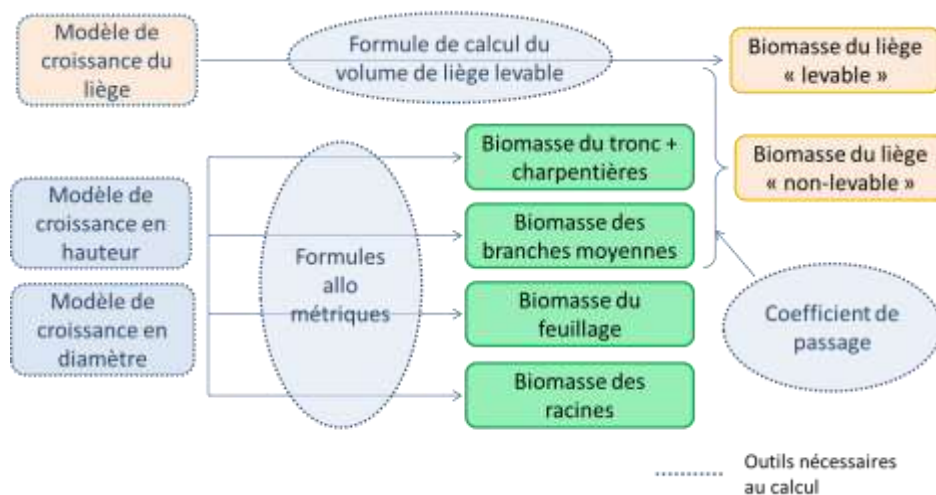 Modèle de
croissance du
liège
Formule de calcul du
volume de liège levable
Biomasse du liège
« levable »
Biomasse du tronc +
charpentières
Biomasse du liège
« non-levable »
Modèle de
croissance en
hauteur
Biomasse des
branches moyennes
Formules
allo
métriques
Modèle de
croissance en
diamètre
Biomasse du
feuillage
Coefficient de
passage
Biomasse des
racines
Outils nécessaires
au calcul